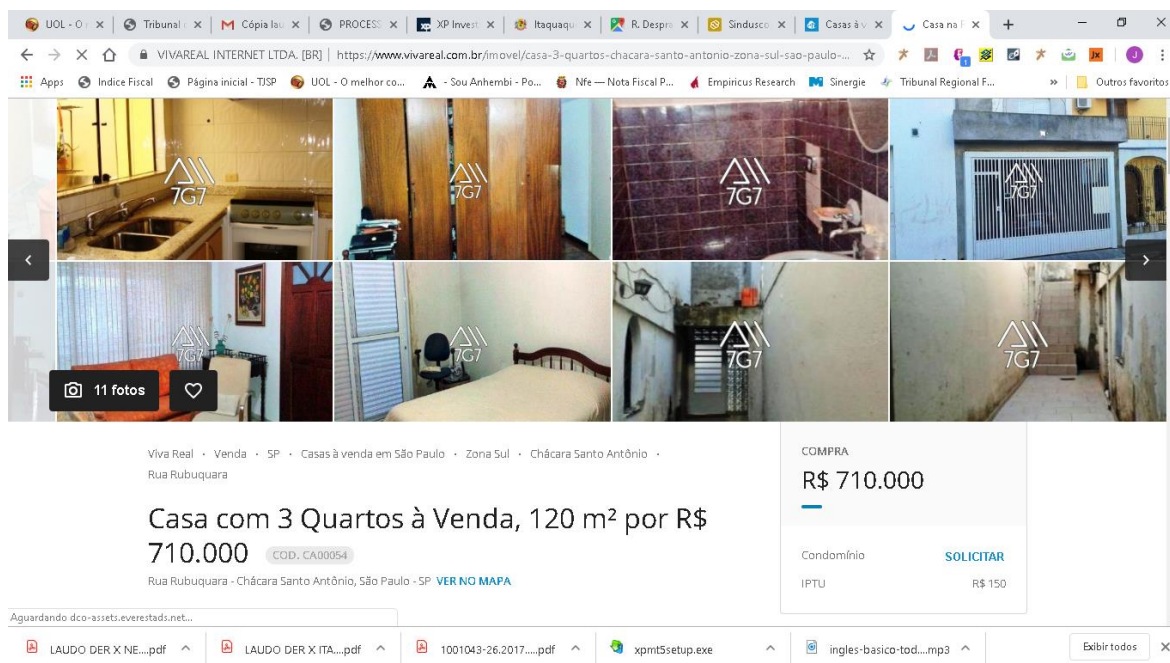 UOL - O
Tribunal
Cópia lau
PROCESS
XP Invest
Itaquaqu
R. Despra
Sindusco
Casas à v
Casa na
VIVAREAL INTERNET LTDA. [BR] | https://www.vivareal.com.br/imovel/casa-3-quartos-chacara-santo-antonio-zona-sul-sao-paulo-...
Apps Indice Fiscal Página inicial - TJSP UOL - O melhor co... - Sou Anhembi - Po... Nfe — Nota Fiscal P... Empiricus Research Sinergie Tribunal Regional F... » Outros favoritos
7G7
7G7
7G7
7G7
7G7
7G7
7G7
7G7
11 fotos
Viva Real · Venda · SP · Casas à venda em São Paulo · Zona Sul · Chácara Santo Antônio ·
Rua Rubuquara
Casa com 3 Quartos à Venda, 120 m² por R$
710.000 COD. CA00054
Rua Rubuquara - Chácara Santo Antônio, São Paulo - SP VER NO MAPA
COMPRA
R$ 710.000
Condomínio SOLICITAR
IPTU R$ 150
Aguardando dco-assets.everestads.net...
LAUDO DER X NE....pdf LAUDO DER X ITA....pdf 1001043-26.2017.....pdf xpmt5setup.exe ingles-basico-tod....mp3 Exibir todos